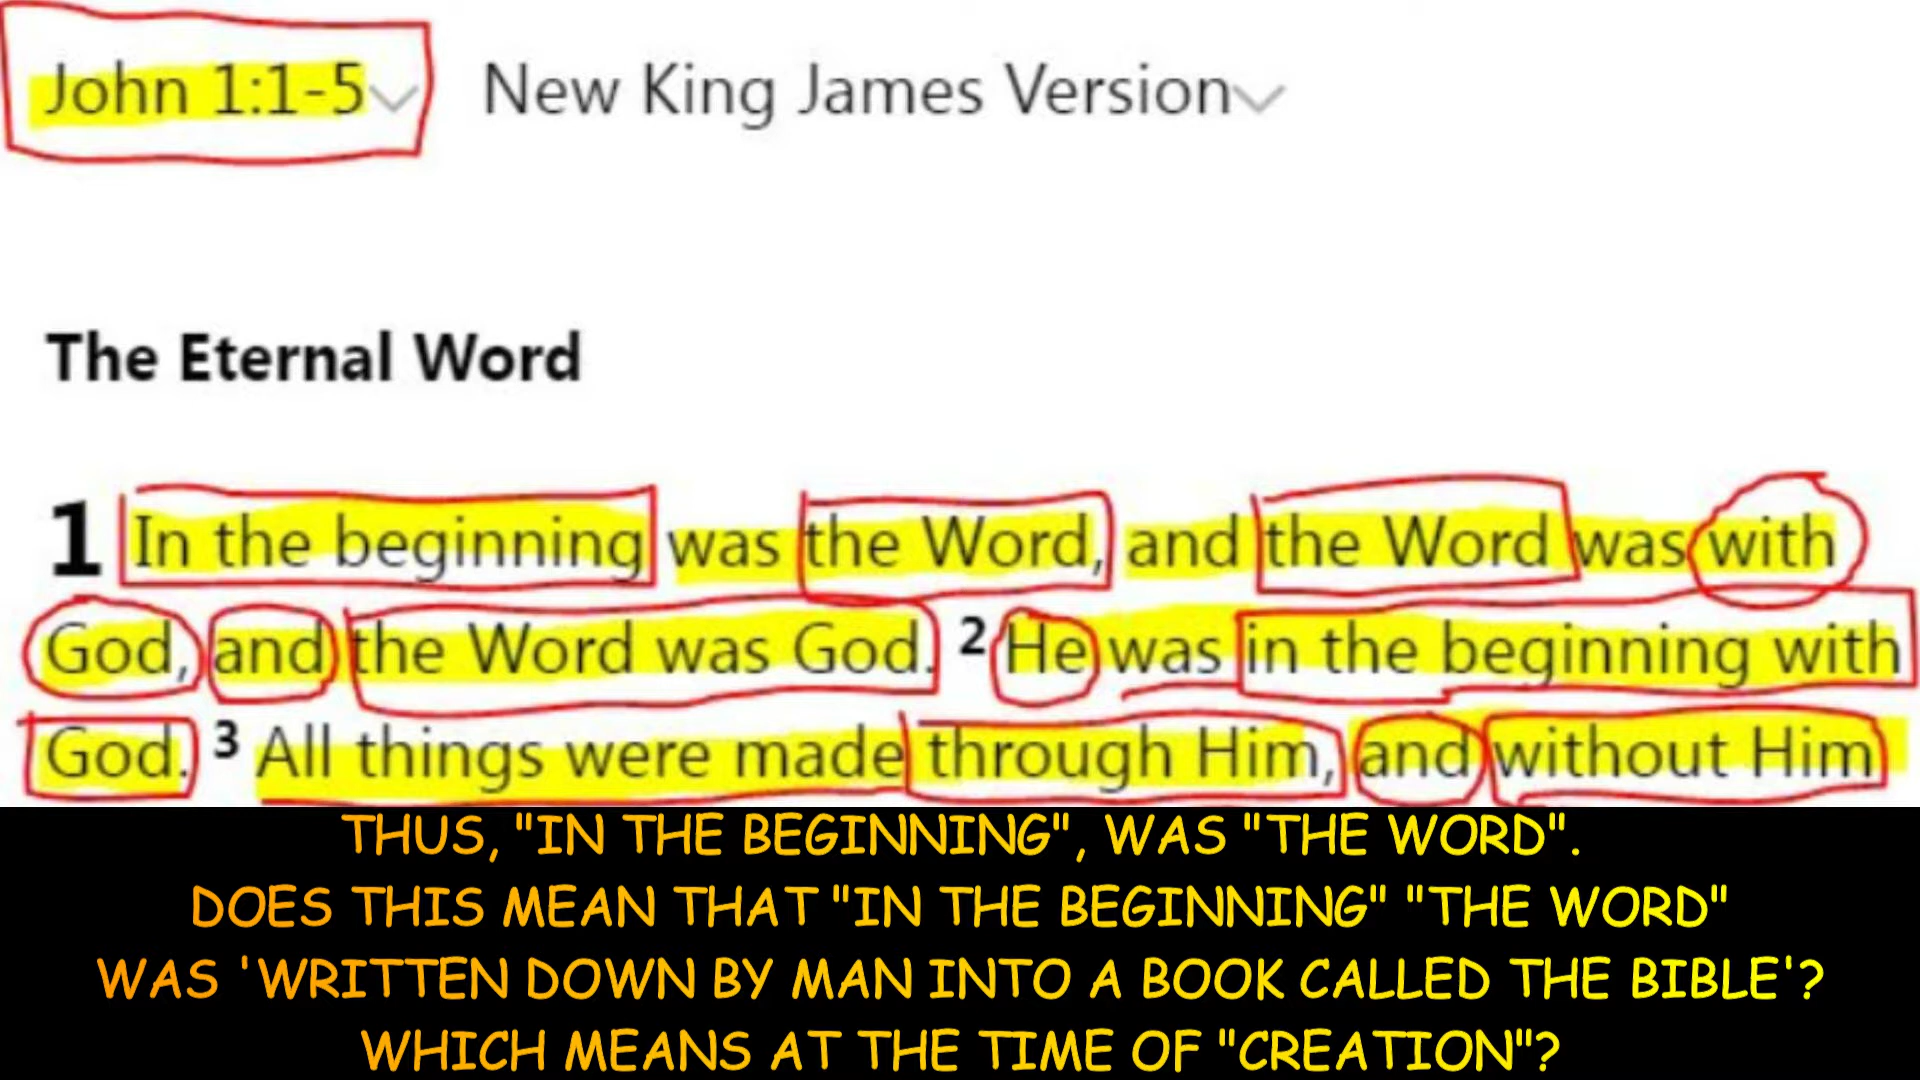 John 1:1-5 New King James Version
The Eternal Word
1 In the beginning was the Word, and the Word was with
God, and the Word was God. 2 He was in the beginning with
God. 3 All things were made through Him, and without Him
THUS, "IN THE BEGINNING", WAS "THE WORD".
DOES THIS MEAN THAT "IN THE BEGINNING" "THE WORD"
WAS 'WRITTEN DOWN BY MAN INTO A BOOK CALLED THE BIBLE'?
WHICH MEANS AT THE TIME OF "CREATION"?